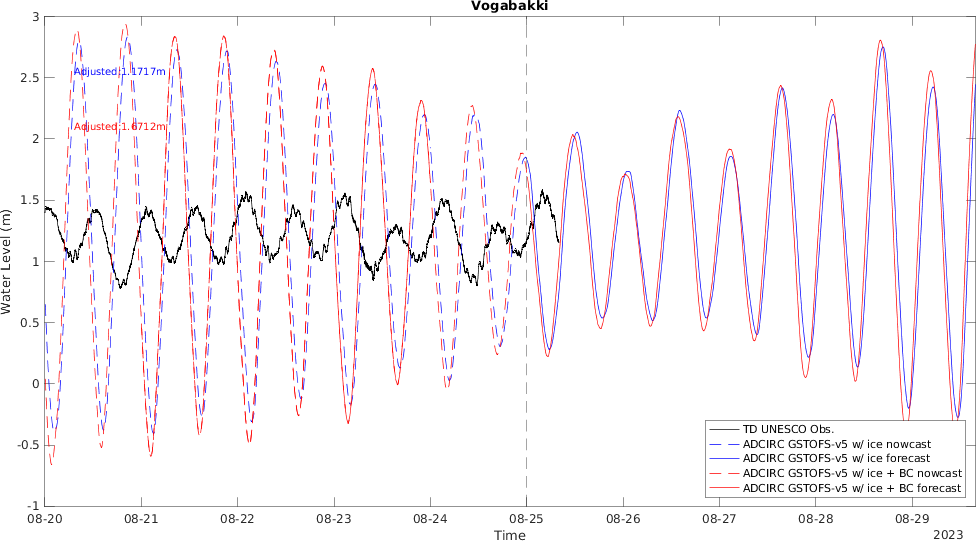 Vogabakki
3
2.5
2
1.5
1
0.5
0
-0.5
-1
Water Level (m)
Adjusted:1.1717m
Adjusted:1.6712m
08-20
08-21
08-22
08-23
08-24
08-25
08-26
08-27
08-28
08-29
Time
2023
TD UNESCO Obs.
ADCIRC GSTOFS-v5 w/ ice nowcast
ADCIRC GSTOFS-v5 w/ ice forecast
ADCIRC GSTOFS-v5 w/ ice + BC nowcast
ADCIRC GSTOFS-v5 w/ ice + BC forecast